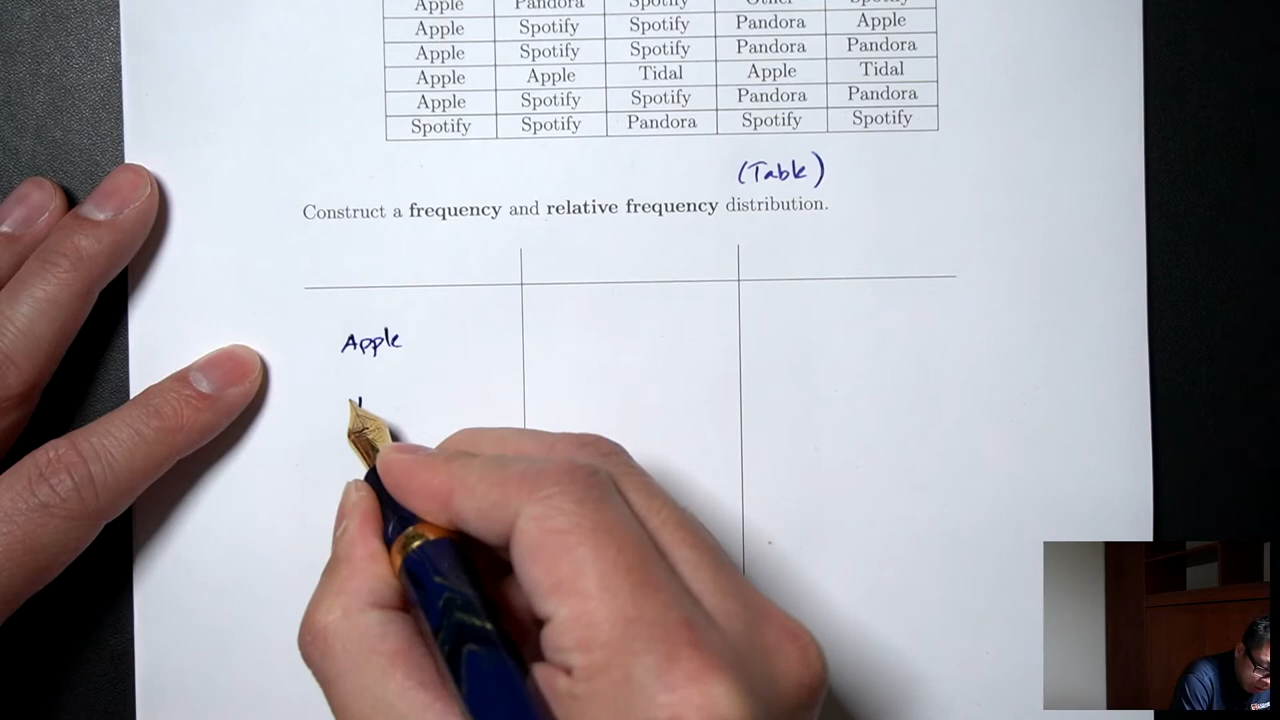 Apple Pandora Spotify Other Spotify
Apple Spotify Spotify Pandora Apple
Apple Spotify Spotify Pandora Pandora
Apple Apple Tidal Apple Tidal
Apple Spotify Spotify Pandora Pandora
Spotify Spotify Pandora Spotify Spotify
(Table)
Construct a frequency and relative frequency distribution.
Apple